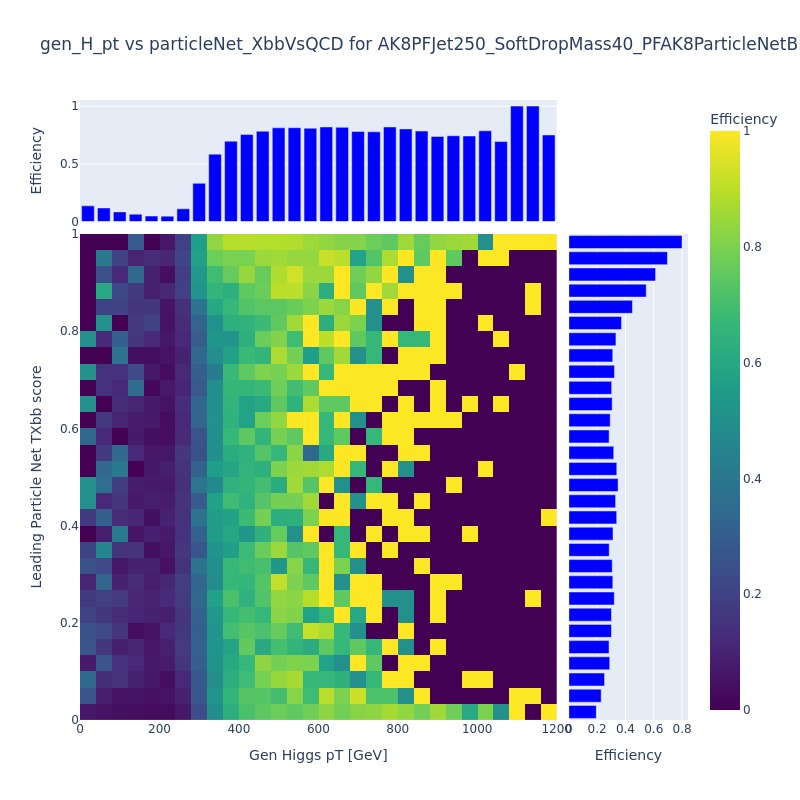 gen_H_pt vs particleNet_XbbVsQCD for AK8PFJet250_SoftDropMass40_PFAK8ParticleNetB
Efficiency
1
0.5
0
Efficiency
1
0.8
0.6
0.4
0.2
0
Leading Particle Net TXbb score
1
0.8
0.6
0.4
0.2
0
0 200 400 600 800 1000 1200
Gen Higgs pT [GeV]
0 0.2 0.4 0.6 0.8
Efficiency